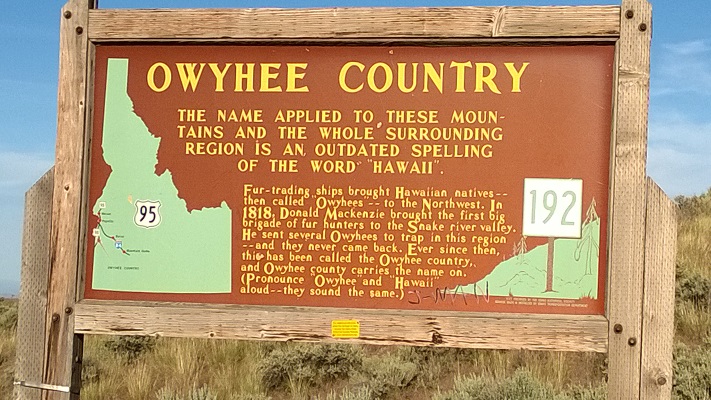 OWYHEE COUNTRY
THE NAME APPLIED TO THESE MOUN-
TAINS AND THE WHOLE SURROUNDING
REGION IS AN OUTDATED SPELLING
OF THE WORD "HAWAII".
Fur-trading ships brought Hawaiian natives--
then called Owyhees -- to the Northwest. In
1818, Donald Mackenzie brought the first big
brigade of fur hunters to the Snake river valley.
He sent several Owyhees to trap in this region
--and they never came back. Ever since then,
this has been called the Owyhee country,
and Owyhee county carries the name on.
(Pronounce "Owyhee" and "Hawaii"
aloud--they sound the same.)
J-MAN
95
OWYHEE COUNTRY
192